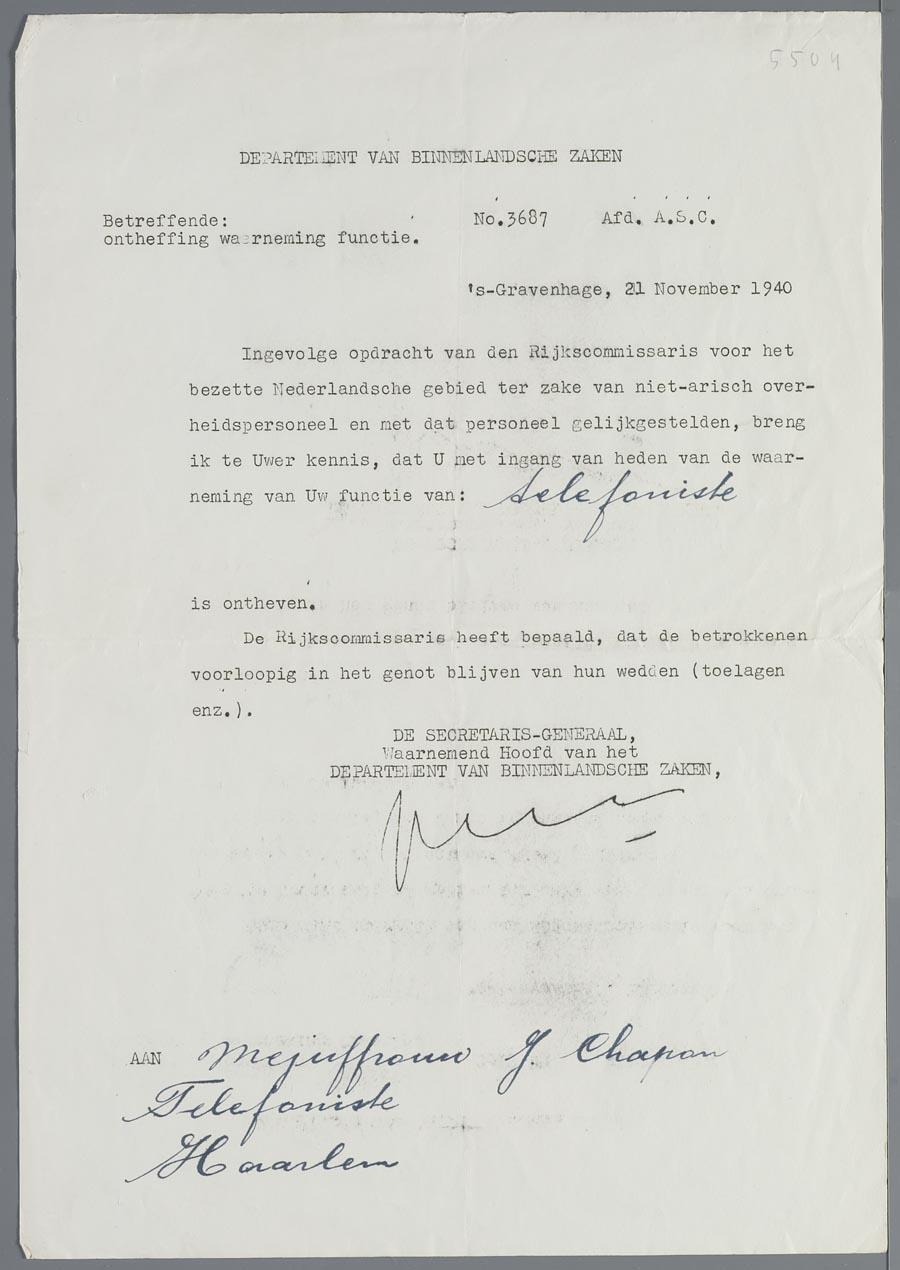 5504
DEPARTEMENT VAN BINNENLANDSCHE ZAKEN
Betreffende: No.3687 Afd. A.S.C.
ontheffing waarneming functie.
's-Gravenhage, 21 November 1940
Ingevolge opdracht van den Rijkscommissaris voor het
bezette Nederlandsche gebied ter zake van niet-arisch over-
heidspersoneel en met dat personeel gelijkgestelden, breng
ik te Uwer kennis, dat U met ingang van heden van de waar-
neming van Uw functie van: telefoniste
is ontheven.
De Rijkscommissaris heeft bepaald, dat de betrokkenen
voorloopig in het genot blijven van hun wedden (toelagen
enz.).
DE SECRETARIS-GENERAAL,
Waarnemend Hoofd van het
DEPARTEMENT VAN BINNENLANDSCHE ZAKEN,
AAN Mejuffrouw J. Chapon
Telefoniste
Haarlem